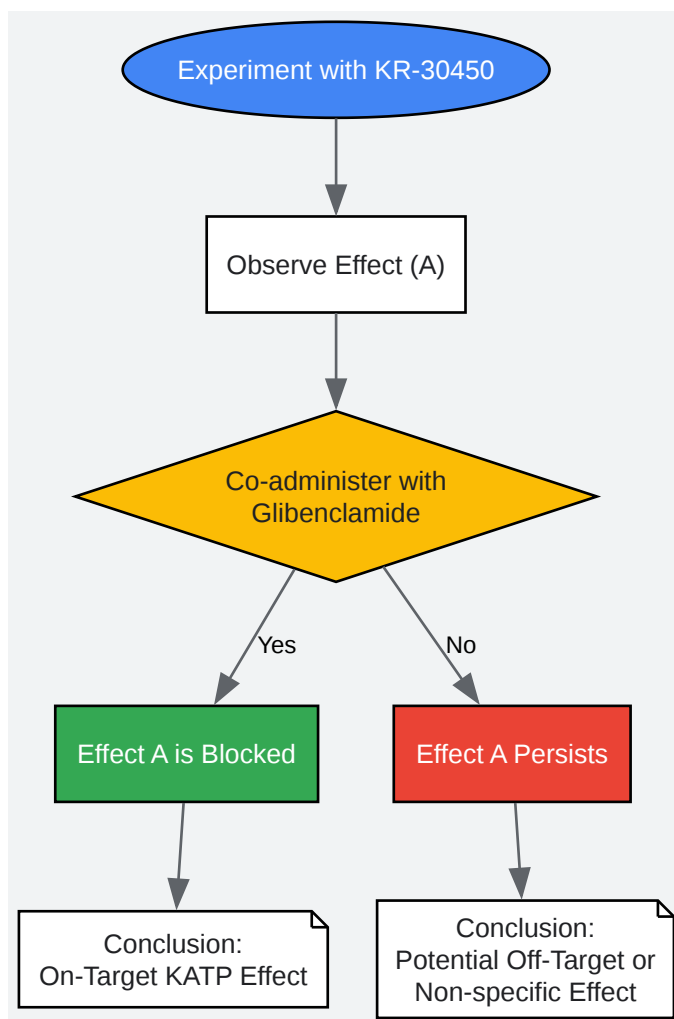 Experiment with KR-30450
Observe Effect (A)
Co-administer with
Glibenclamide
Yes
No
Effect A is Blocked
Effect A Persists
Conclusion:
On-Target KATP Effect
Conclusion:
Potential Off-Target or
Non-specific Effect